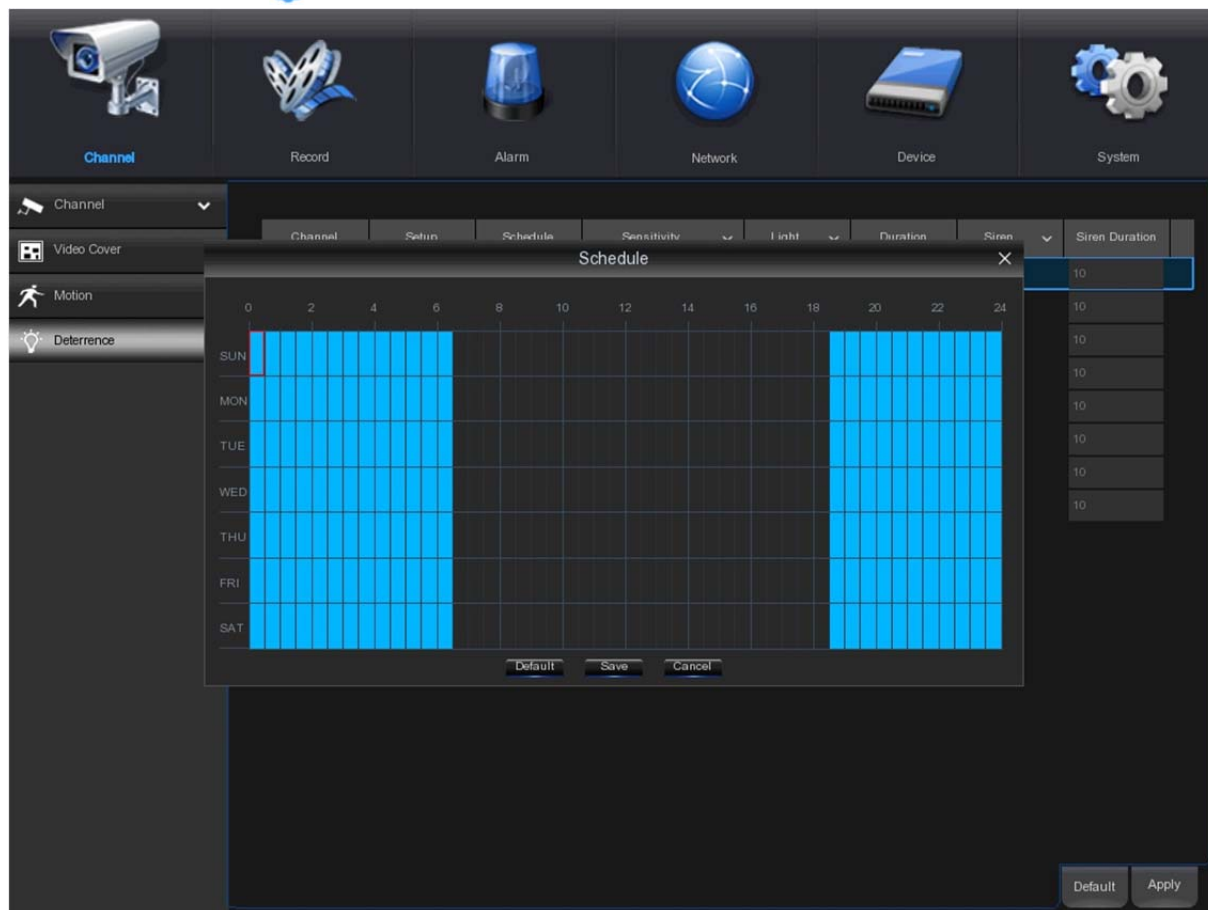 Channel Record Alarm Network Device System
Channel
Video Cover
Motion
Deterrence
Channel Setup Schedule Sensitivity Light Duration Siren Siren Duration
Schedule
0 2 4 6 8 10 12 14 16 18 20 22 24
SUN
MON
TUE
WED
THU
FRI
SAT
10
10
10
10
10
10
10
10
Default Save Cancel
Default Apply